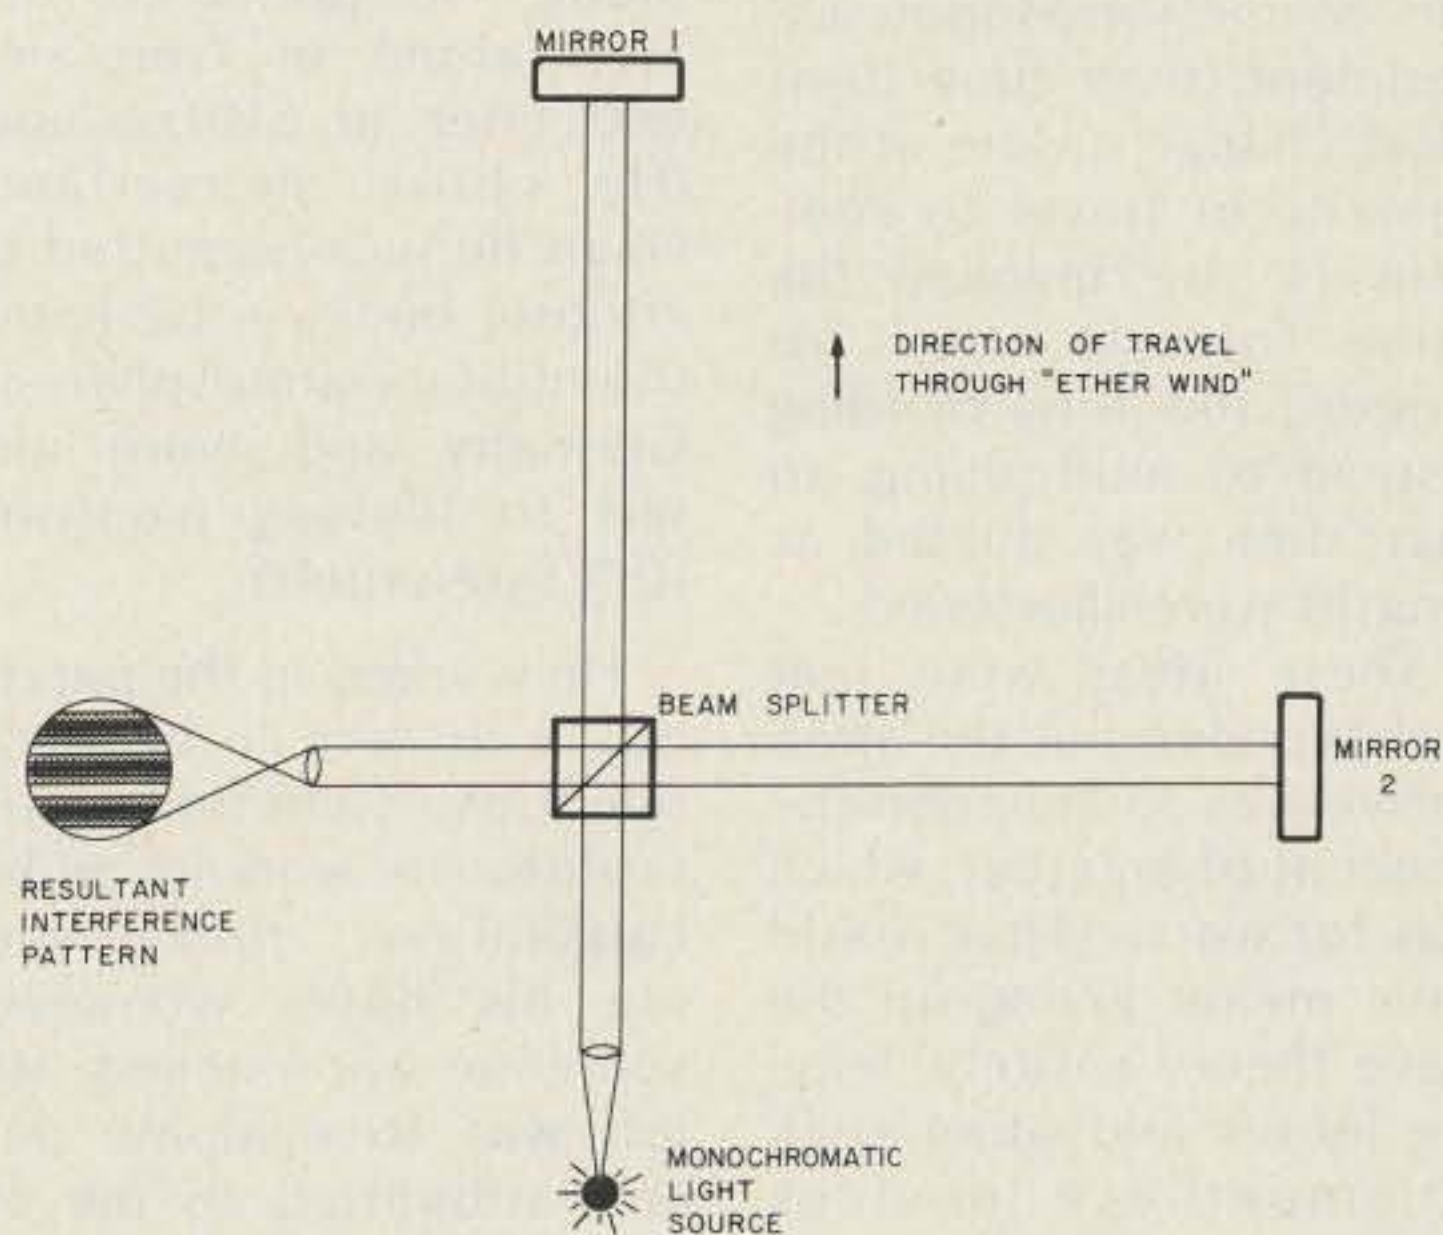 MIRROR 1
DIRECTION OF TRAVEL
THROUGH "ETHER WIND"
BEAM SPLITTER
MIRROR
2
RESULTANT
INTERFERENCE
PATTERN
MONOCHROMATIC
LIGHT
SOURCE